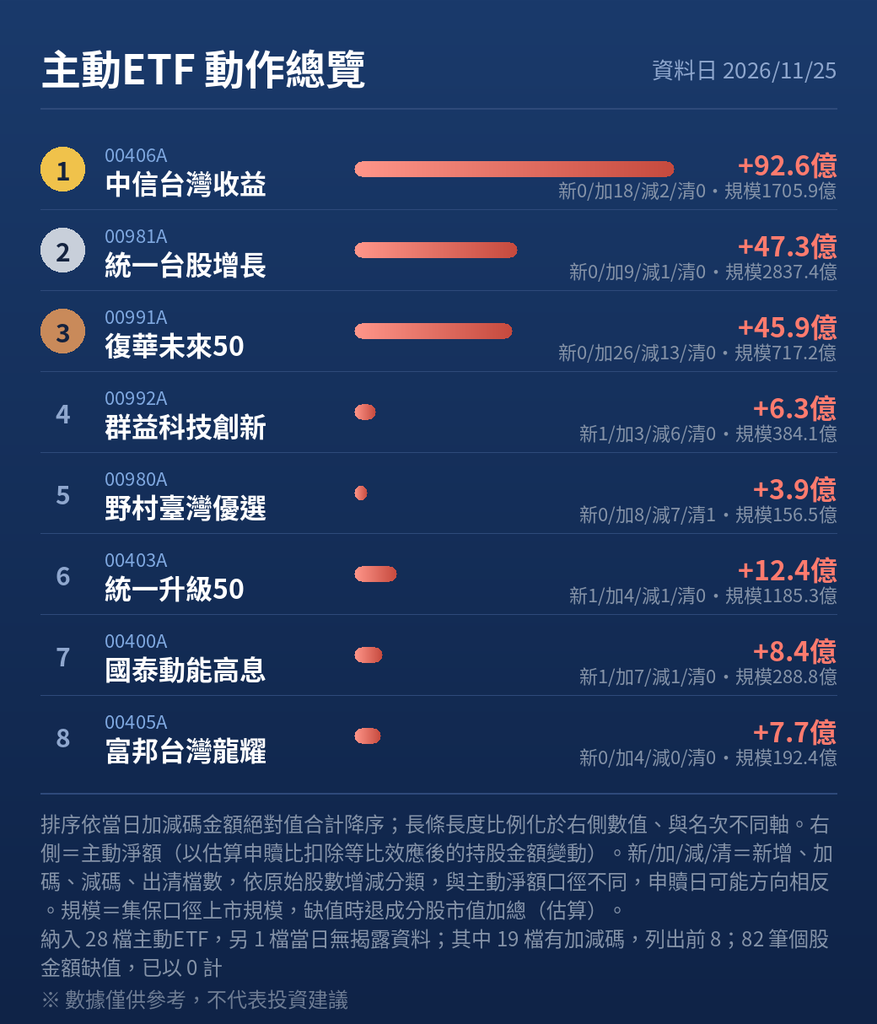 主動ETF 動作總覽
資料日 2026/11/25
1
00406A
中信台灣收益
+92.6億
新0/加18/減2/清0・規模1705.9億
2
00981A
統一台股增長
+47.3億
新0/加9/減1/清0・規模2837.4億
3
00991A
復華未來50
+45.9億
新0/加26/減13/清0・規模717.2億
4
00992A
群益科技創新
+6.3億
新1/加3/減6/清0・規模384.1億
5
00980A
野村臺灣優選
+3.9億
新0/加8/減7/清1・規模156.5億
6
00403A
統一升級50
+12.4億
新1/加4/減1/清0・規模1185.3億
7
00400A
國泰動能高息
+8.4億
新1/加7/減1/清0・規模288.8億
8
00405A
富邦台灣龍耀
+7.7億
新0/加4/減0/清0・規模192.4億
排序依當日加減碼金額絕對值合計降序；長條長度比例化於右側數值、與名次不同軸。右
側＝主動淨額（以估算申贖比扣除等比效應後的持股金額變動）。新/加/減/清＝新增、加
碼、減碼、出清檔數，依原始股數增減分類，與主動淨額口徑不同，申贖日可能方向相反
。規模＝集保口徑上市規模，缺值時退成分股市值加總（估算）。
納入 28 檔主動ETF，另 1 檔當日無揭露資料；其中 19 檔有加減碼，列出前 8；82 筆個股
金額缺值，已以 0 計
※ 數據僅供參考，不代表投資建議